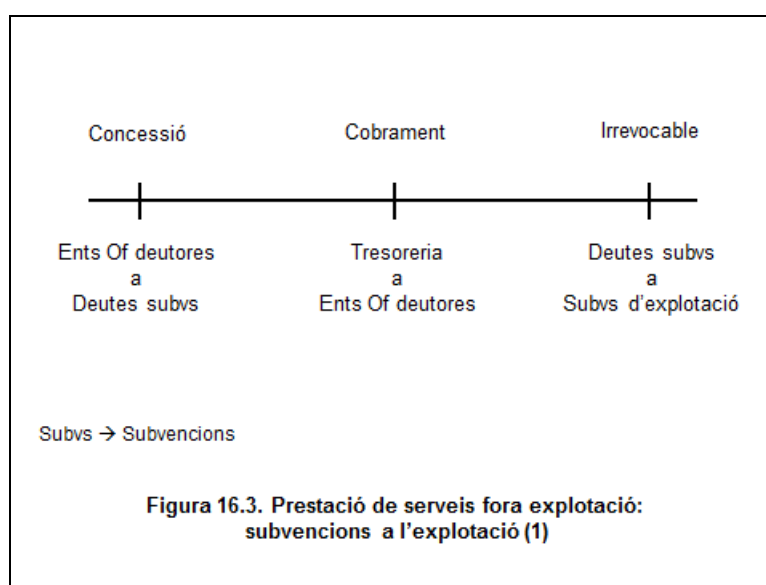 Concessió Cobrament Irrevocable
Ents Of deutores Tresoreria Deutes subvs
a a a
Deutes subvs Ents Of deutores Subvs d'explotació
Subvs → Subvencions
Figura 16.3. Prestació de serveis fora explotació:
subvencions a l'explotació (1)